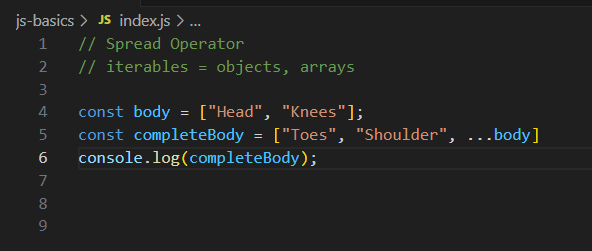 js-basics > JS index.js > ...
1 // Spread Operator
2 // iterables = objects, arrays
3
4 const body = ["Head", "Knees"];
5 const completeBody = ["Toes", "Shoulder", ...body]
6 console.log(completeBody);
7
8
9